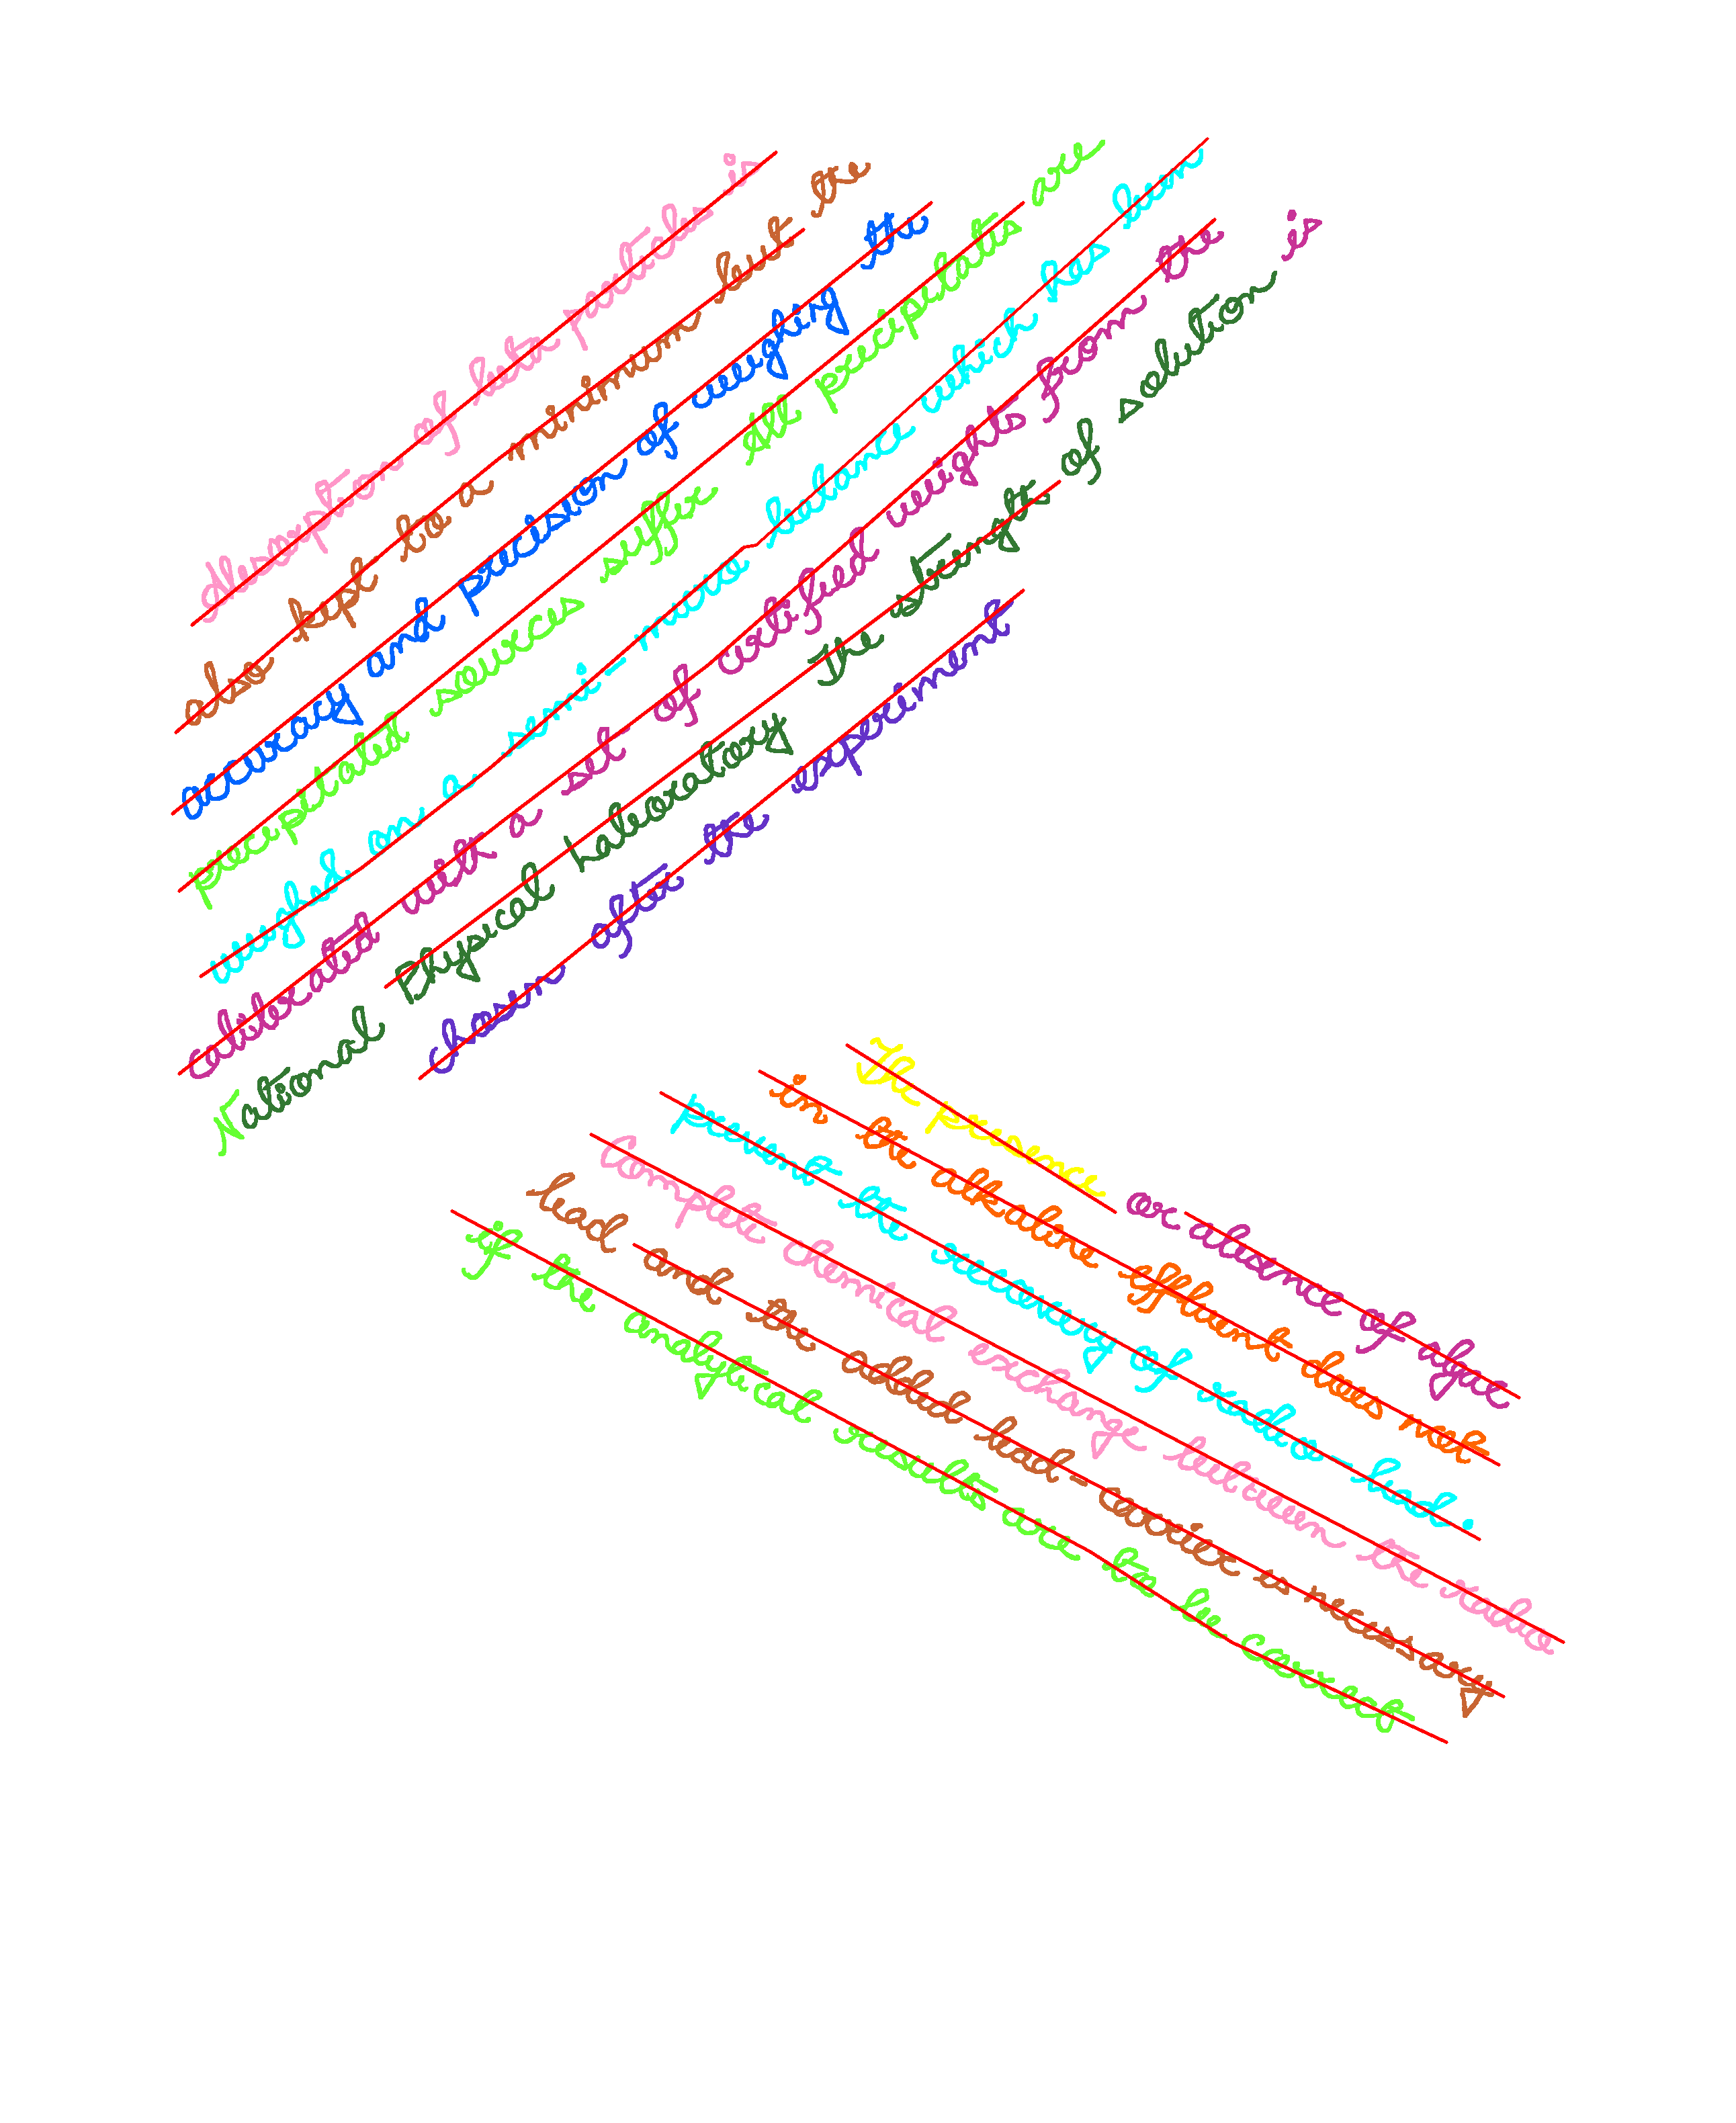 Absorption of beta particles is
also kept to a minimum but the
accuracy and precision of weighing the
precipitated sources suffer All precipitates are
weighed on a semi-micro balance which has been
calibrated with a set of certified weights from the
National Physical Laboratory The strength of solution is
chosen after the experiment
The presence or absence of algae
in the alkaline effluent does not
prevent the recovery of radio-lead.
Complete chemical exchange between the radio
lead and the added lead-carrier is necessary
if the analytical results are to be correct